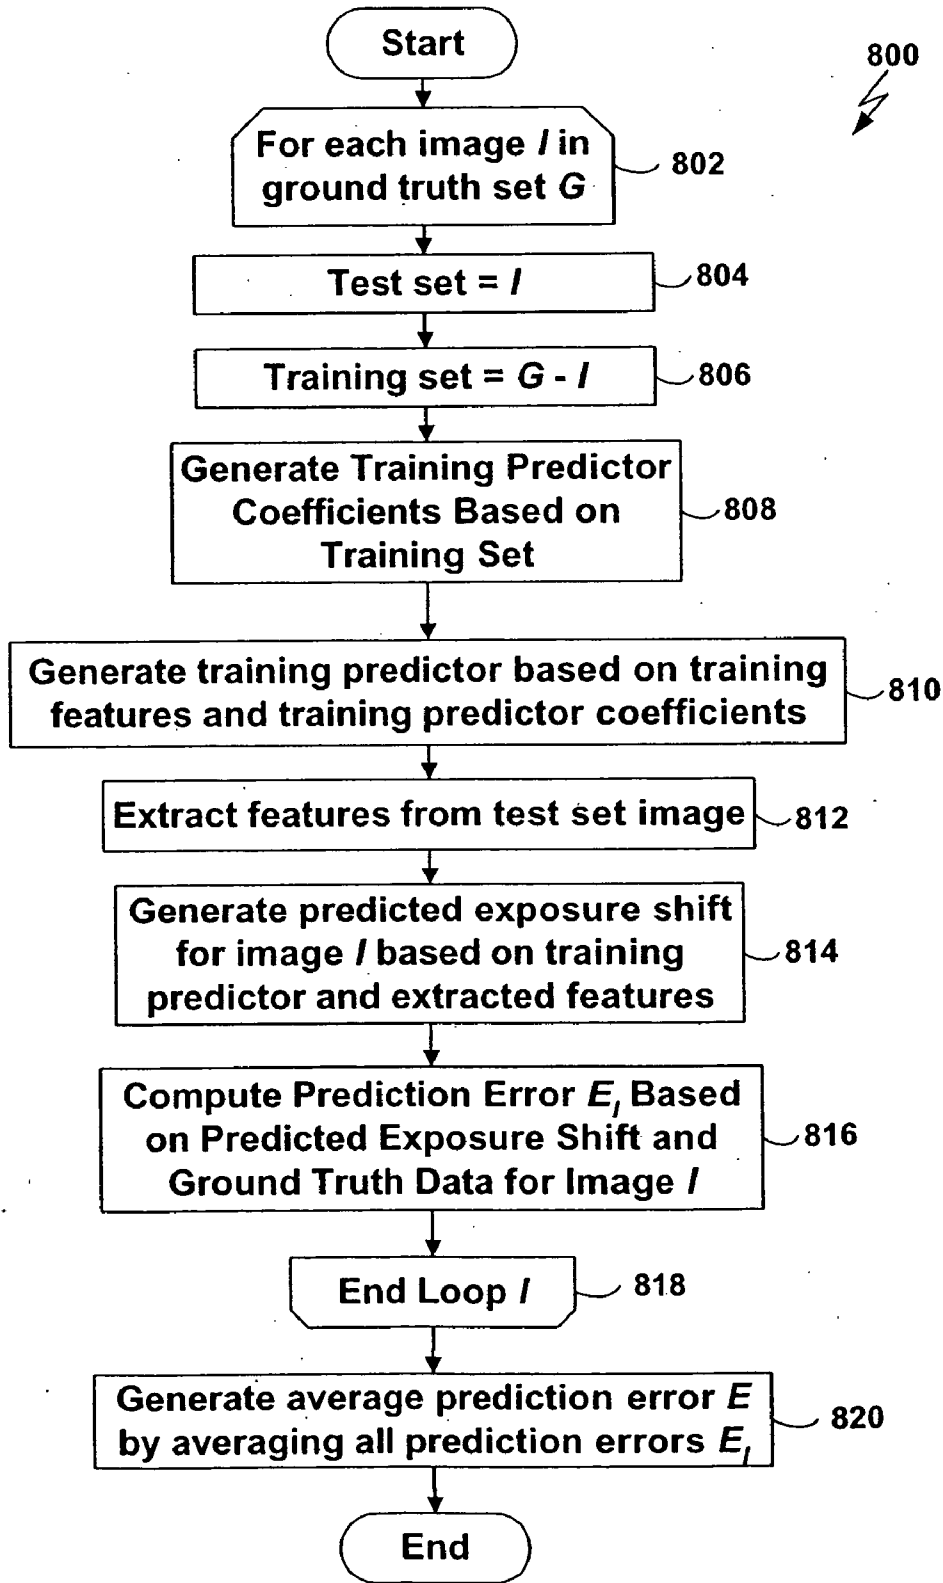 Start
800
For each image I in
ground truth set G
802
Test set = I
804
Training set = G - I
806
Generate Training Predictor
Coefficients Based on
Training Set
808
Generate training predictor based on training
features and training predictor coefficients
810
Extract features from test set image
812
Generate predicted exposure shift
for image I based on training
predictor and extracted features
814
Compute Prediction Error E_I Based
on Predicted Exposure Shift and
Ground Truth Data for Image I
816
End Loop I
818
Generate average prediction error E
by averaging all prediction errors E_I
820
End